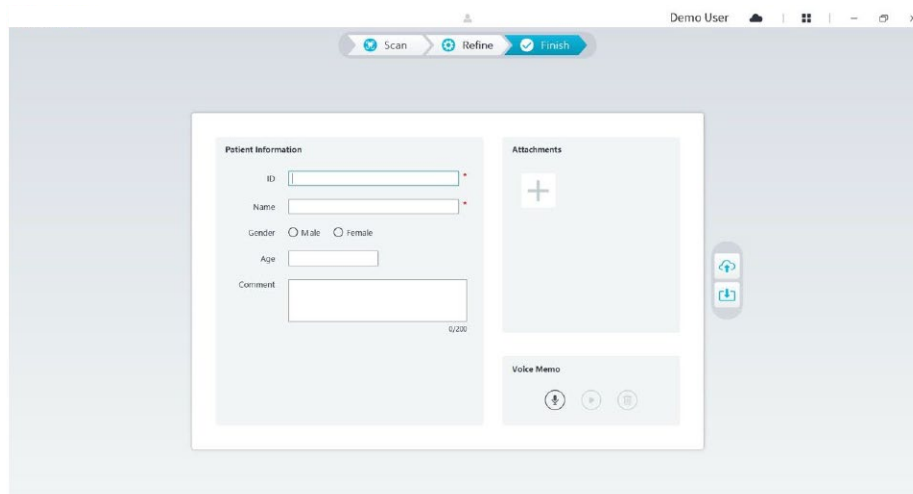 Demo User
Scan Refine Finish
Patient Information
ID *
Name *
Gender Male Female
Age
Comment
0/200
Attachments
Voice Memo